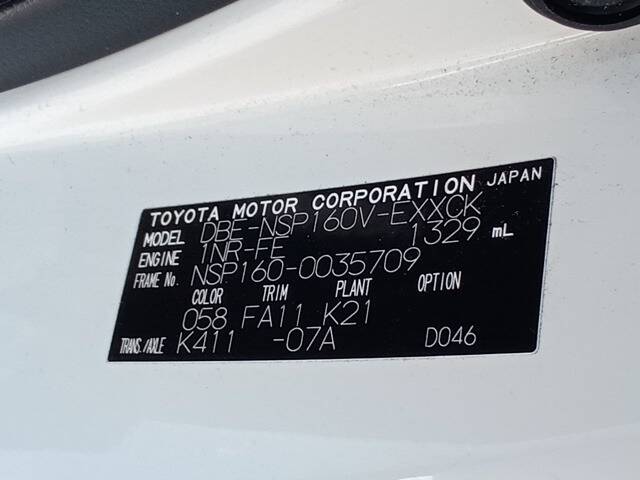 TOYOTA MOTOR CORPORATION JAPAN
MODEL DBE-NSP160V-EXXCK
ENGINE 1NR-FE 1329 mL
FRAME No. NSP160-0035709
COLOR TRIM PLANT OPTION
058 FA11 K21
TRANS./AXLE K411 -07A D046